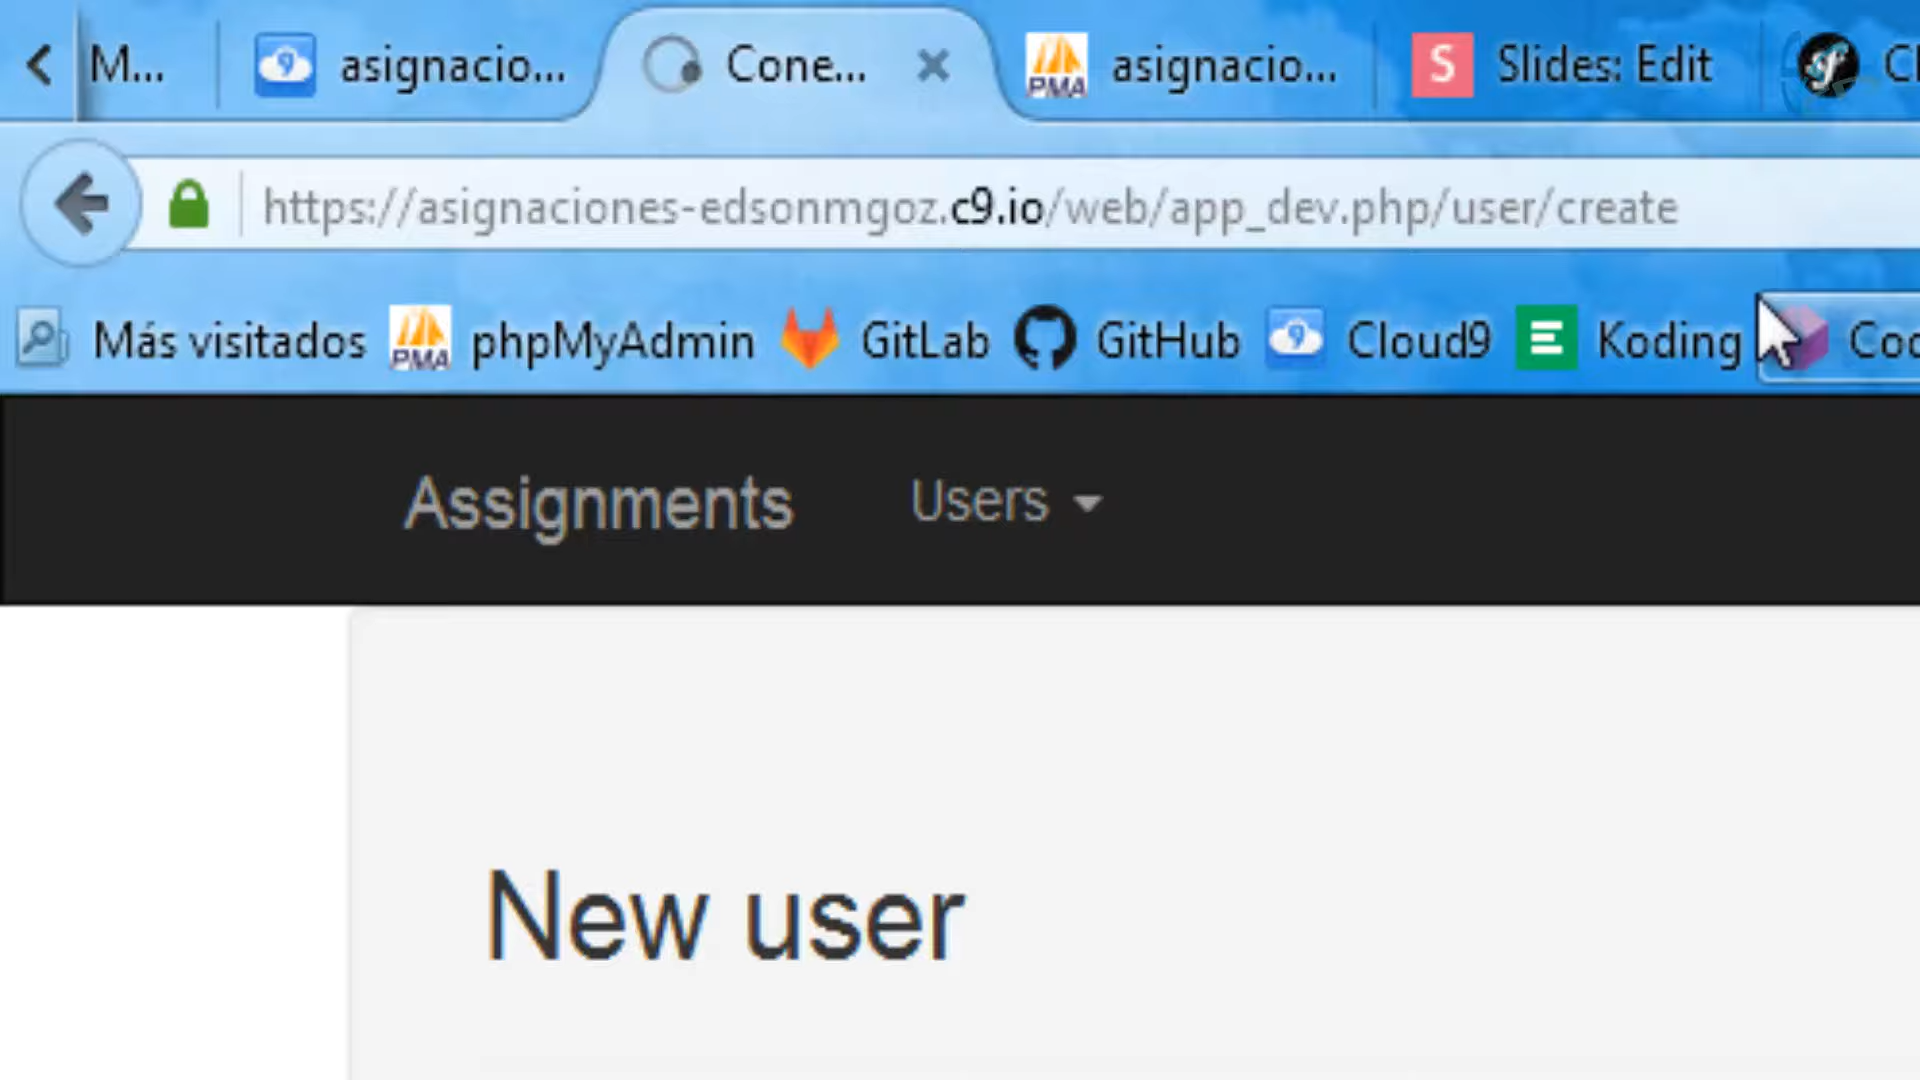 M... asignacio... Cone... asignacio... Slides: Edit
https://asignaciones-edsonmgoz.c9.io/web/app_dev.php/user/create
Más visitados phpMyAdmin GitLab GitHub Cloud9 Koding
Assignments Users
New user